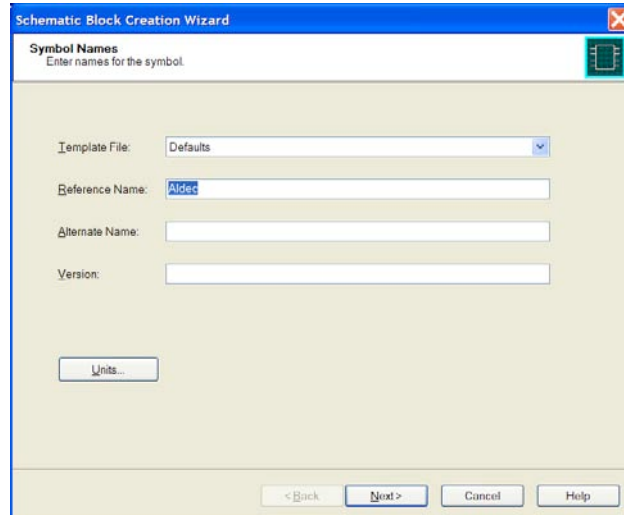 Schematic Block Creation Wizard
Symbol Names
Enter names for the symbol.
Template File: Defaults
Reference Name: Aldec
Alternate Name:
Version:
Units...
< Back Next > Cancel Help